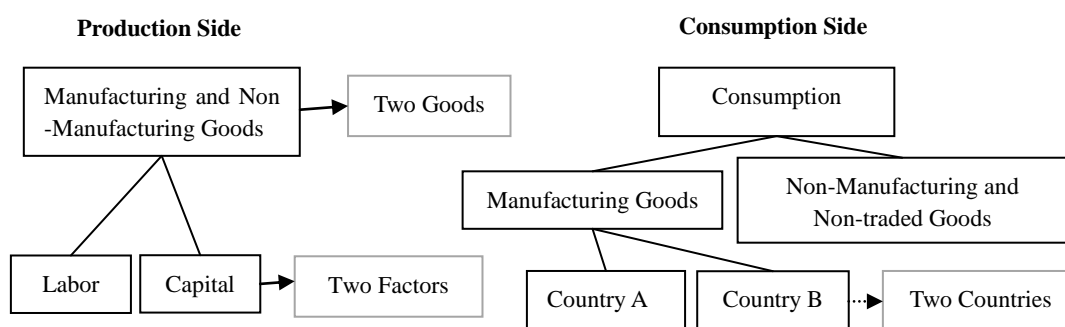 Production Side
Manufacturing and Non
-Manufacturing Goods
Two Goods
Labor
Capital
Two Factors
Consumption Side
Consumption
Manufacturing Goods
Non-Manufacturing and
Non-traded Goods
Country A
Country B
Two Countries